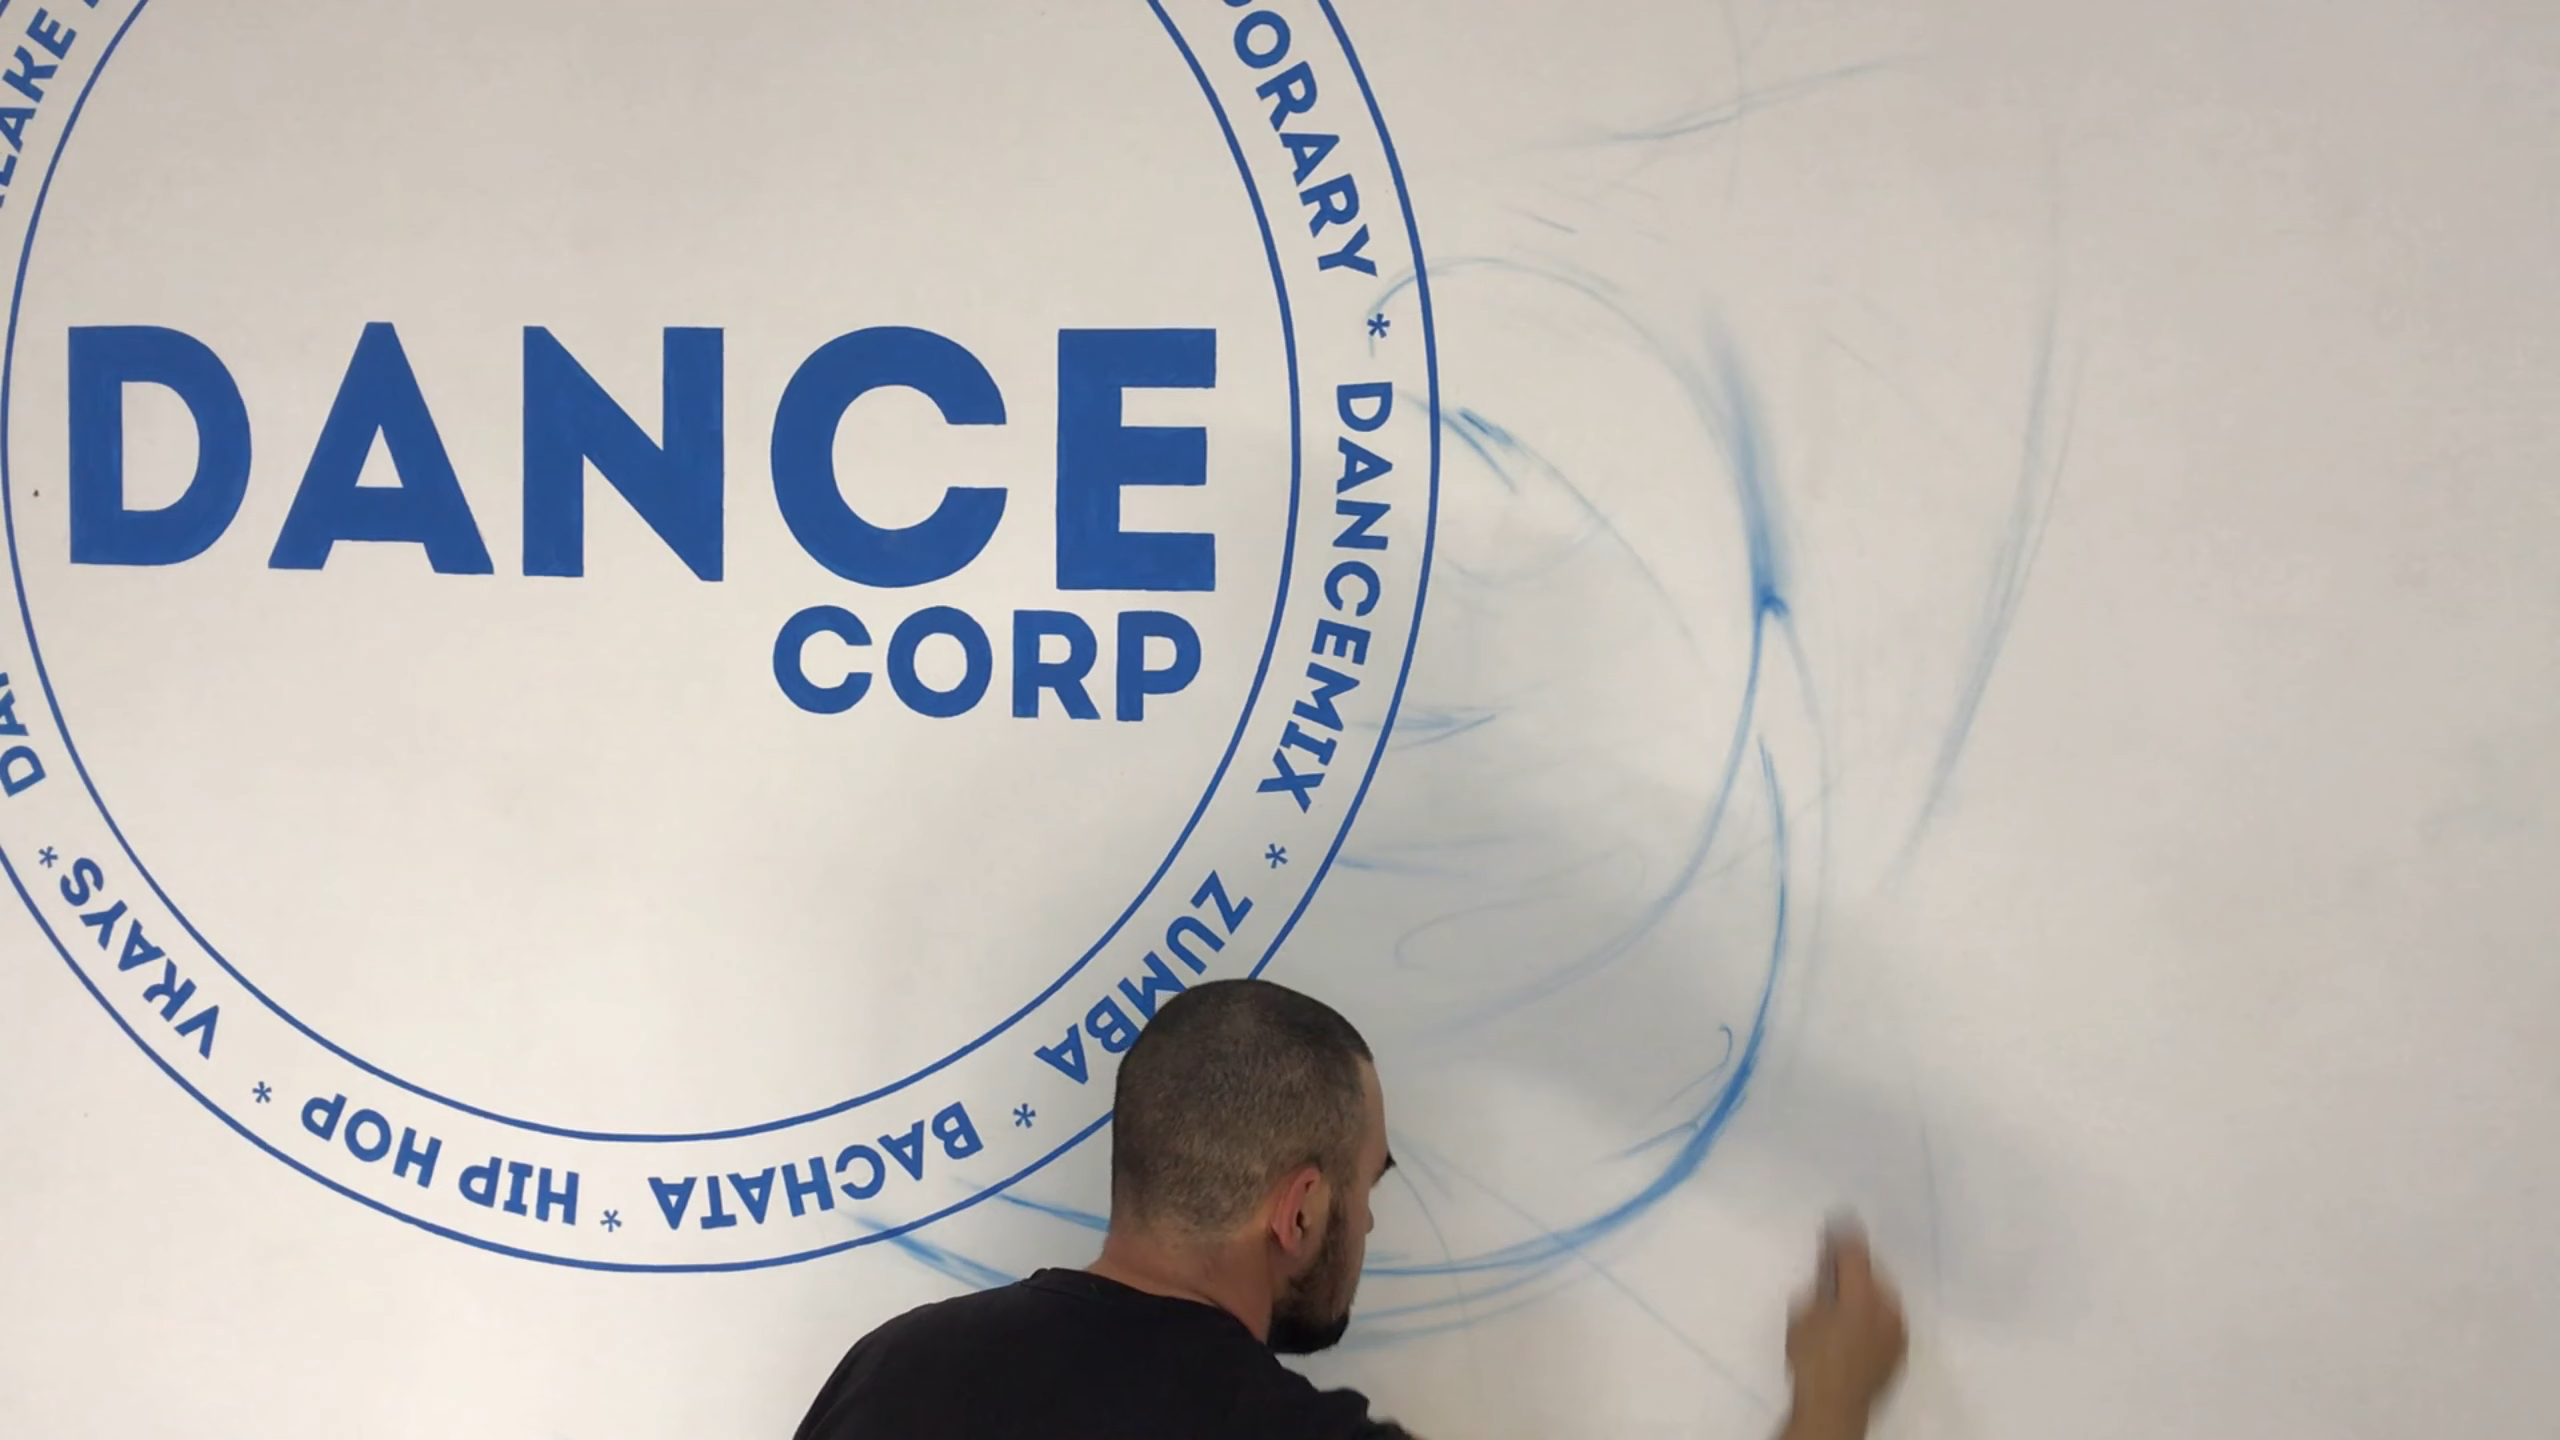 DANCE
CORP
ORARY * DANCEMIX * ZUMBA * BACHATA * HIP HOP * VKAYS *